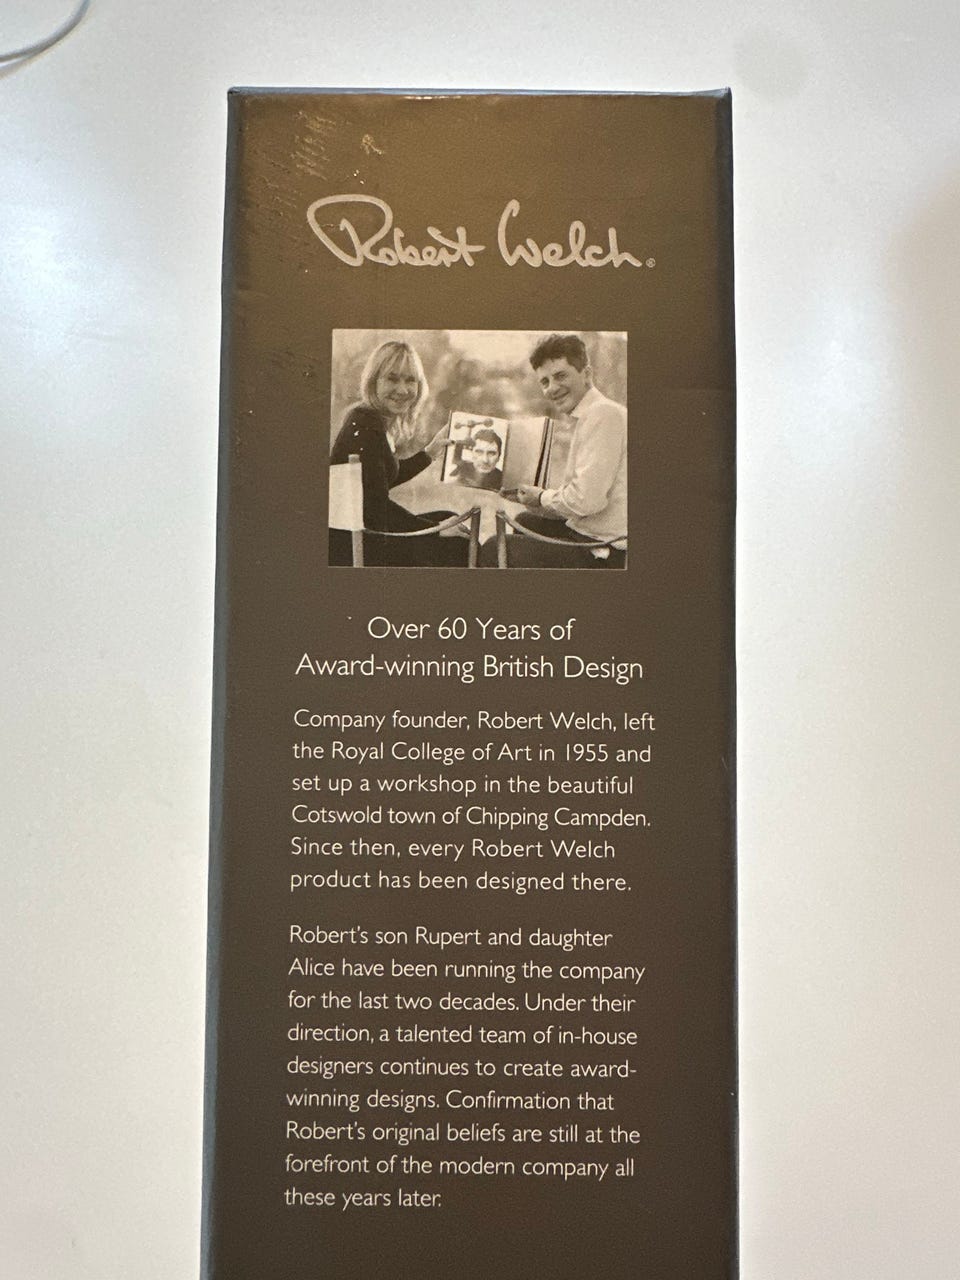 Robert Welch®
Over 60 Years of
Award-winning British Design
Company founder, Robert Welch, left
the Royal College of Art in 1955 and
set up a workshop in the beautiful
Cotswold town of Chipping Campden.
Since then, every Robert Welch
product has been designed there.
Robert's son Rupert and daughter
Alice have been running the company
for the last two decades. Under their
direction, a talented team of in-house
designers continues to create award-
winning designs. Confirmation that
Robert's original beliefs are still at the
forefront of the modern company all
these years later.